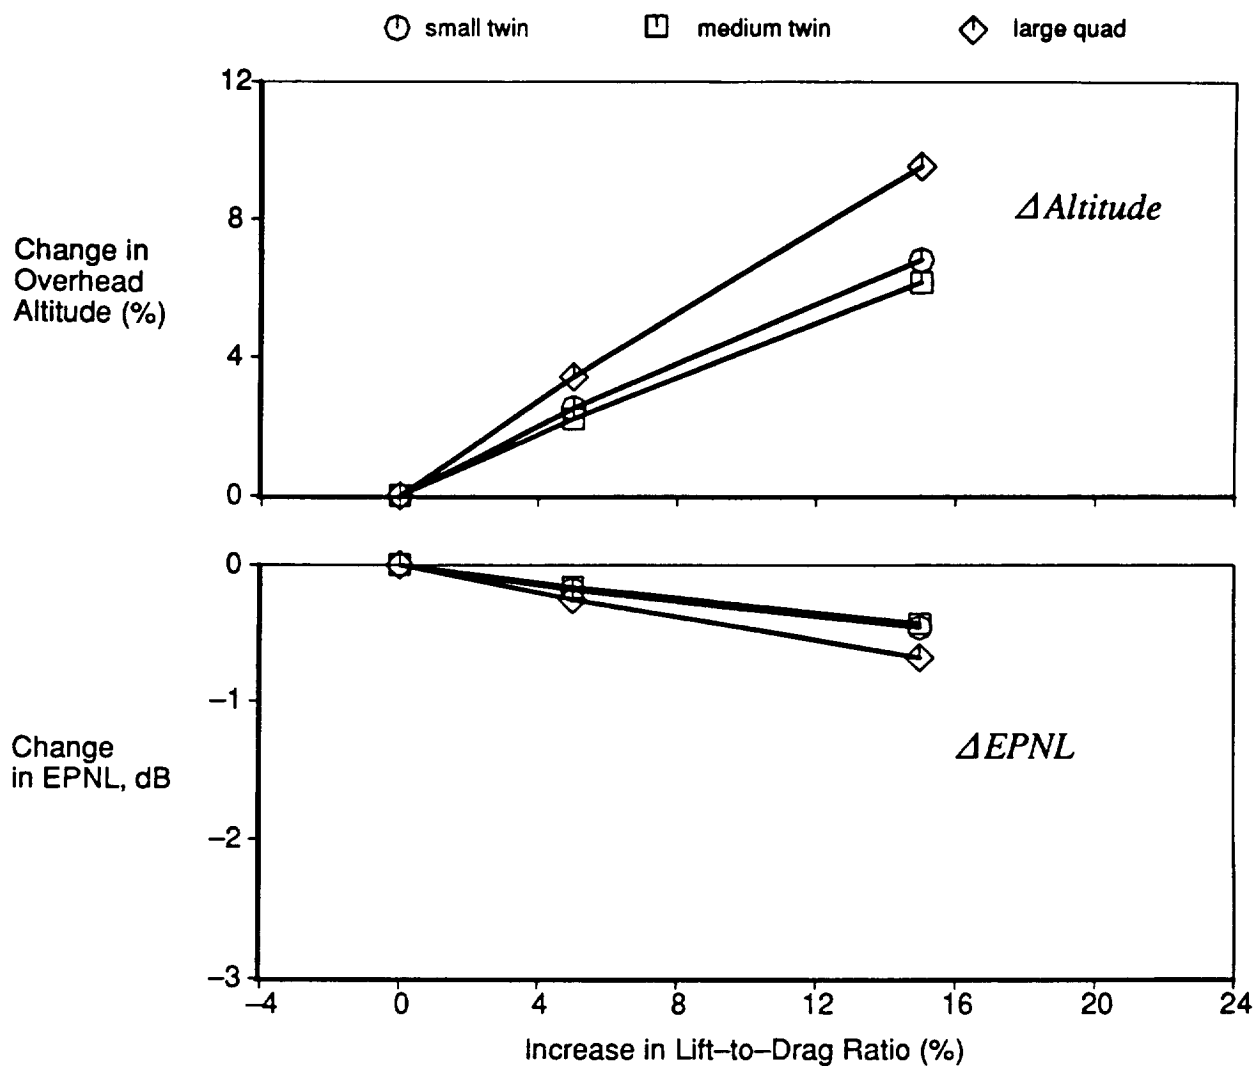 small twin medium twin large quad
12
8
4
0
Change in
Overhead
Altitude (%)
ΔAltitude
0
–1
–2
–3
Change
in EPNL, dB
ΔEPNL
–4 0 4 8 12 16 20 24
Increase in Lift–to–Drag Ratio (%)